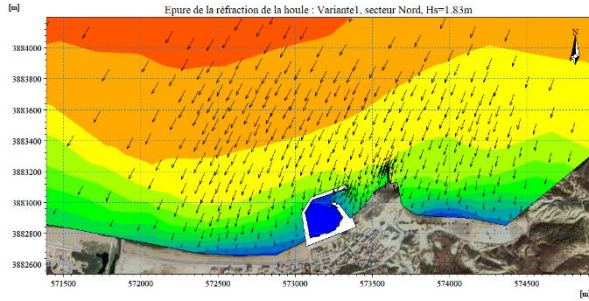 [m]
Epure de la réfraction de la houle : Variante1, secteur Nord, Hs=1.83m
N
3884000
3883800
3883600
3883400
3883200
3883000
3882800
3882600
571500 572000 572500 573000 573500 574000 574500
[m]